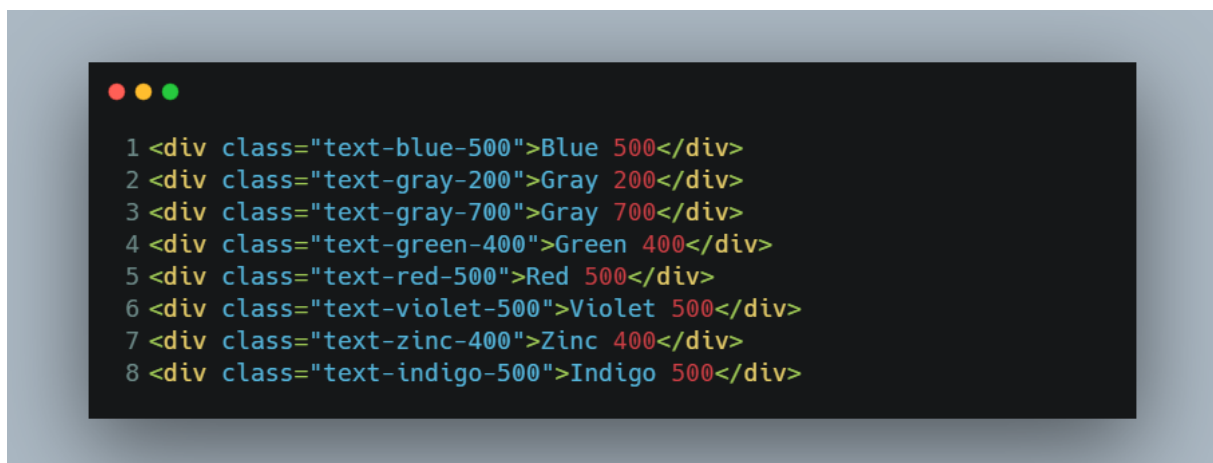 1 <div class="text-blue-500">Blue 500</div>
2 <div class="text-gray-200">Gray 200</div>
3 <div class="text-gray-700">Gray 700</div>
4 <div class="text-green-400">Green 400</div>
5 <div class="text-red-500">Red 500</div>
6 <div class="text-violet-500">Violet 500</div>
7 <div class="text-zinc-400">Zinc 400</div>
8 <div class="text-indigo-500">Indigo 500</div>